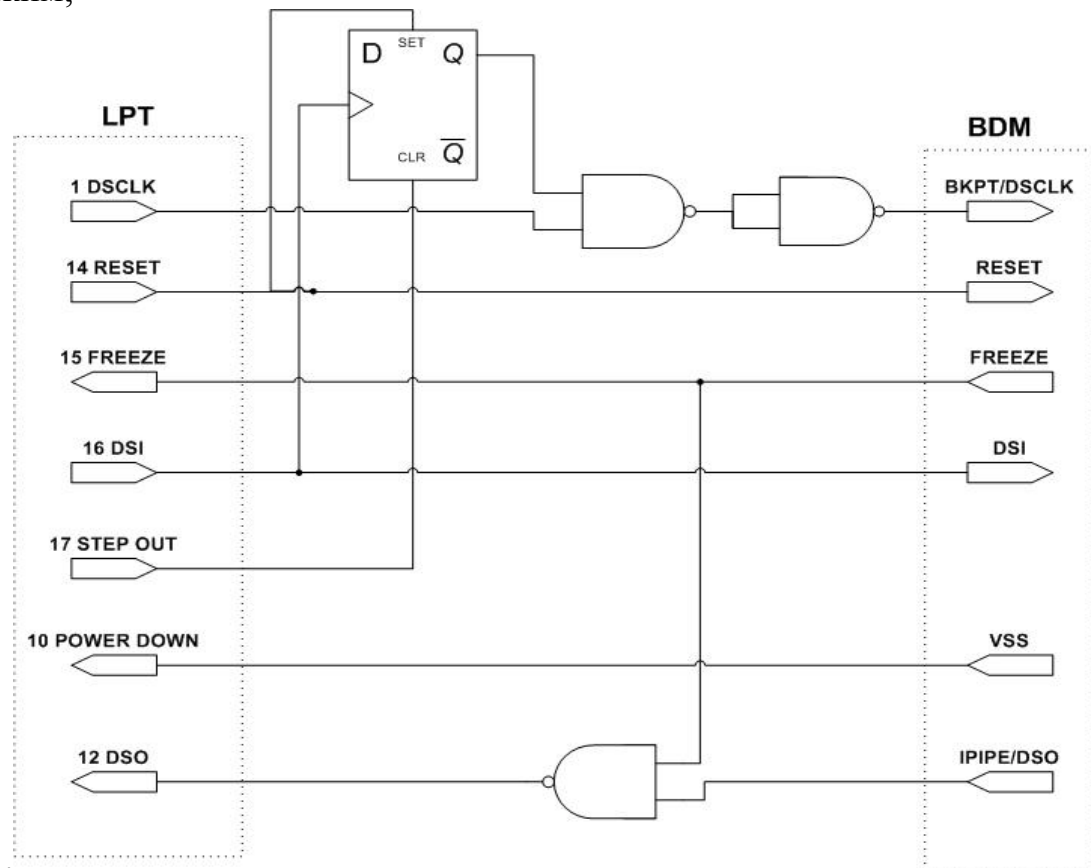 D SET Q
LPT
CLR Q
BDM
1 DSCLK
BKPT/DSCLK
14 RESET
RESET
15 FREEZE
FREEZE
16 DSI
DSI
17 STEP OUT
10 POWER DOWN
VSS
12 DSO
IPIPE/DSO